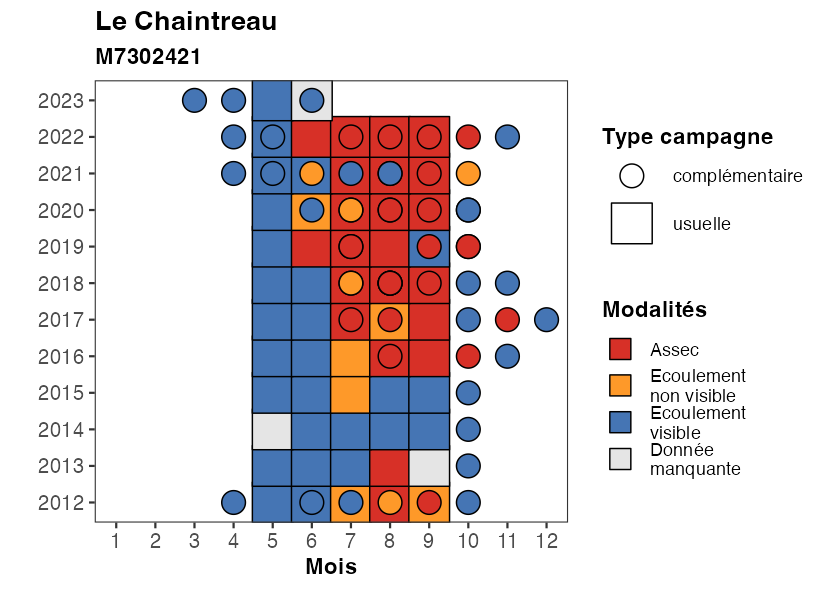 Le Chaintreau
M7302421
2023
2022
2021
2020
2019
2018
2017
2016
2015
2014
2013
2012
1 2 3 4 5 6 7 8 9 10 11 12
Mois
Type campagne
complémentaire
usuelle
Modalités
Assec
Ecoulement
non visible
Ecoulement
visible
Donnée
manquante